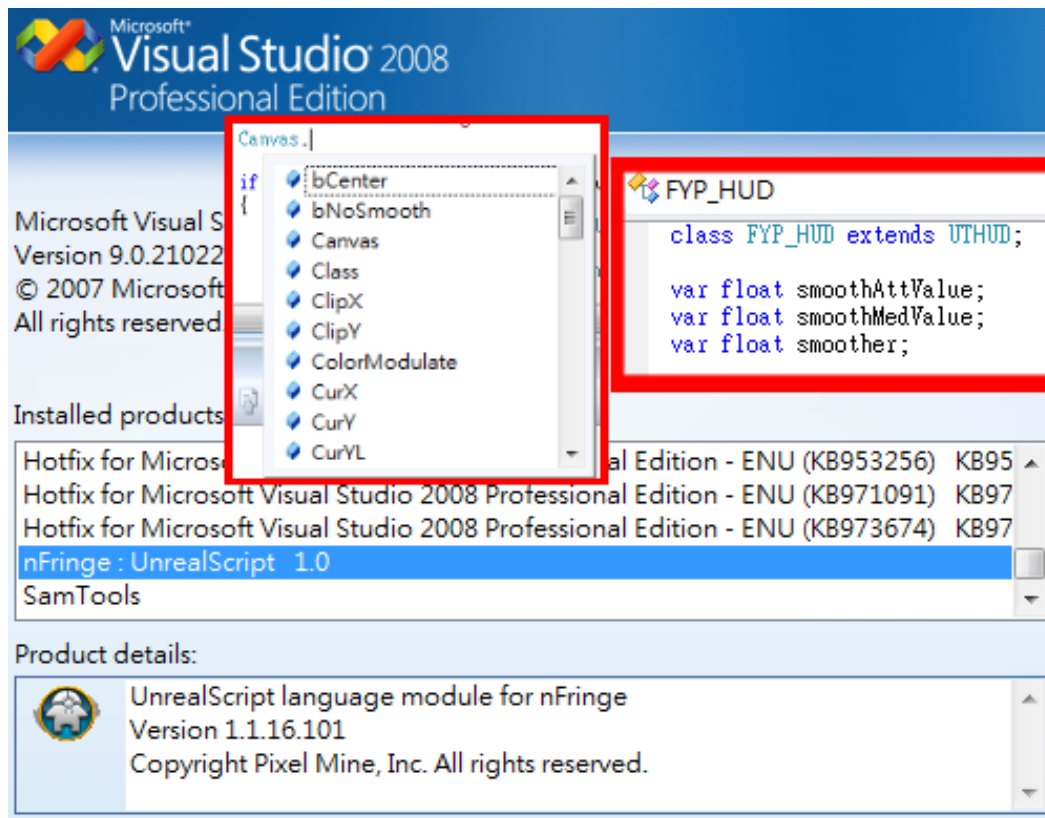 Microsoft®
Visual Studio® 2008
Professional Edition
Canvas.
if
{
bCenter
bNoSmooth
Canvas
Class
ClipX
ClipY
ColorModulate
CurX
CurY
CurYL
FYP_HUD
class FYP_HUD extends UTHUD;
var float smoothAttValue;
var float smoothMedValue;
var float smoother;
Microsoft Visual S
Version 9.0.21022
© 2007 Microsoft
All rights reserved
Installed products
Hotfix for Micros al Edition - ENU (KB953256) KB95
Hotfix for Microsoft Visual Studio 2008 Professional Edition - ENU (KB971091) KB97
Hotfix for Microsoft Visual Studio 2008 Professional Edition - ENU (KB973674) KB97
nFringe : UnrealScript 1.0
SamTools
Product details:
UnrealScript language module for nFringe
Version 1.1.16.101
Copyright Pixel Mine, Inc. All rights reserved.